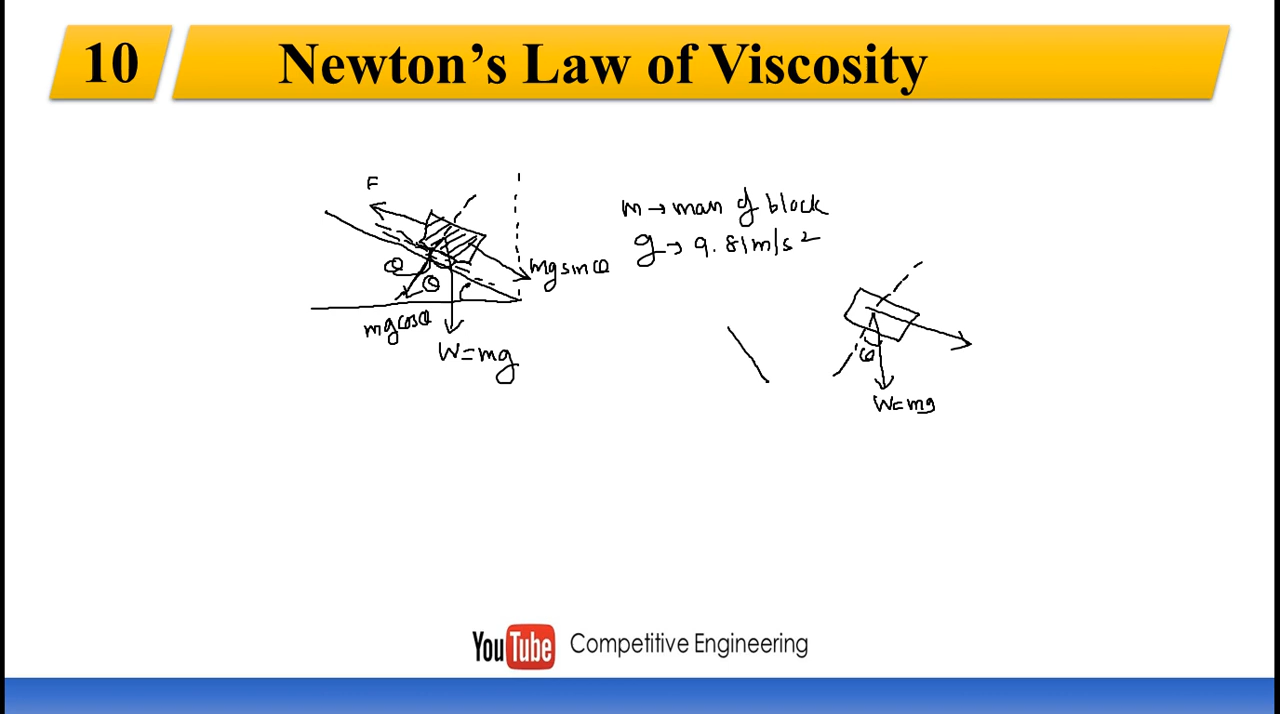 10
Newton's Law of Viscosity
F
m → mass of block
g → 9.81m/s²
θ
θ
mg sinθ
mg cosθ
W=mg
θ
W=mg
YouTube Competitive Engineering